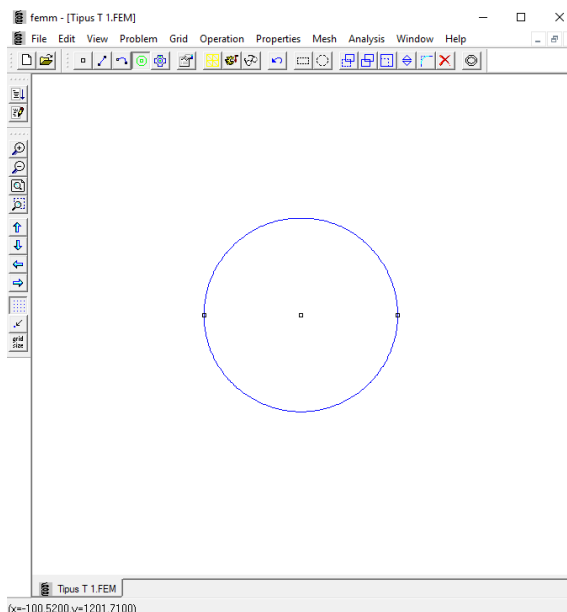 femm - [Tipus T 1.FEM]
File Edit View Problem Grid Operation Properties Mesh Analysis Window Help
grid
size
Tipus T 1.FEM
(x=-100.5200,y=1201.7100)